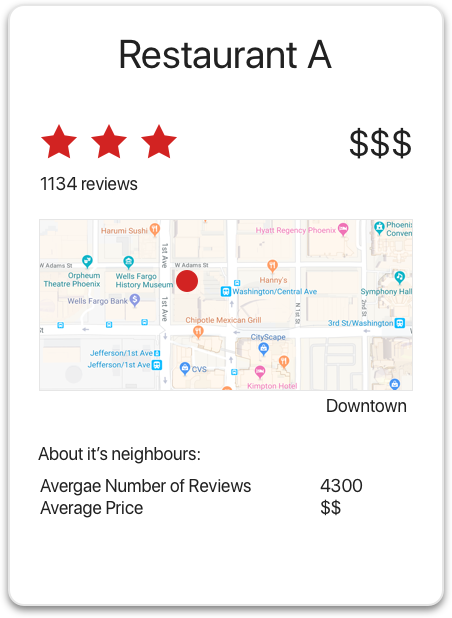 Restaurant A
$$$
1134 reviews
Harumi Sushi
Hyatt Regency Phoenix
Phoenix
Conven
1st Ave
W Adams St
W Adams St
Orpheum
Theatre Phoenix
Wells Fargo
History Museum
Hanny's
Symphony Hall
Washington/Central Ave
Wells Fargo Bank
1st Ave
N 1st St
2nd St
Chipotle Mexican Grill
3rd St/Washington
CityScape
Jefferson/1st Ave
Jefferson/1st Ave
CVS
Kimpton Hotel
Downtown
About it's neighbours:
Avergae Number of Reviews 4300
Average Price $$